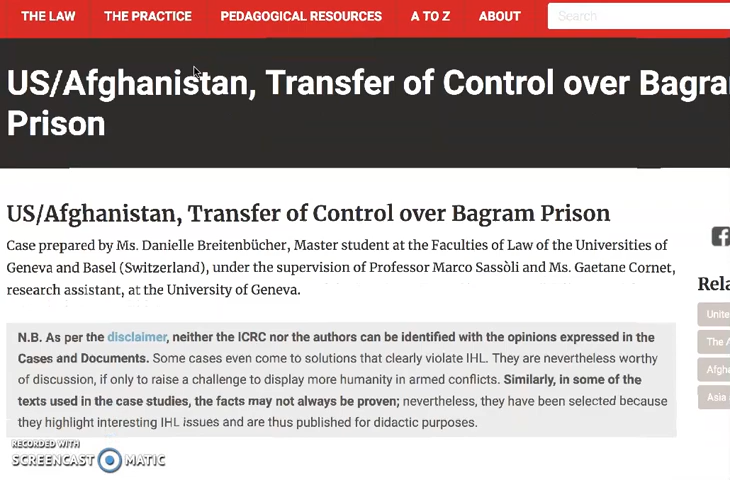 THE LAW THE PRACTICE PEDAGOGICAL RESOURCES A TO Z ABOUT Search
US/Afghanistan, Transfer of Control over Bagra
Prison
US/Afghanistan, Transfer of Control over Bagram Prison
Case prepared by Ms. Danielle Breitenbücher, Master student at the Faculties of Law of the Universities of
Geneva and Basel (Switzerland), under the supervision of Professor Marco Sassòli and Ms. Gaetane Cornet,
research assistant, at the University of Geneva.
N.B. As per the disclaimer, neither the ICRC nor the authors can be identified with the opinions expressed in the
Cases and Documents. Some cases even come to solutions that clearly violate IHL. They are nevertheless worthy
of discussion, if only to raise a challenge to display more humanity in armed conflicts. Similarly, in some of the
texts used in the case studies, the facts may not always be proven; nevertheless, they have been selected because
they highlight interesting IHL issues and are thus published for didactic purposes.
Rela
Unite
The A
Afgha
Asia
RECORDED WITH
SCREENCAST MATIC